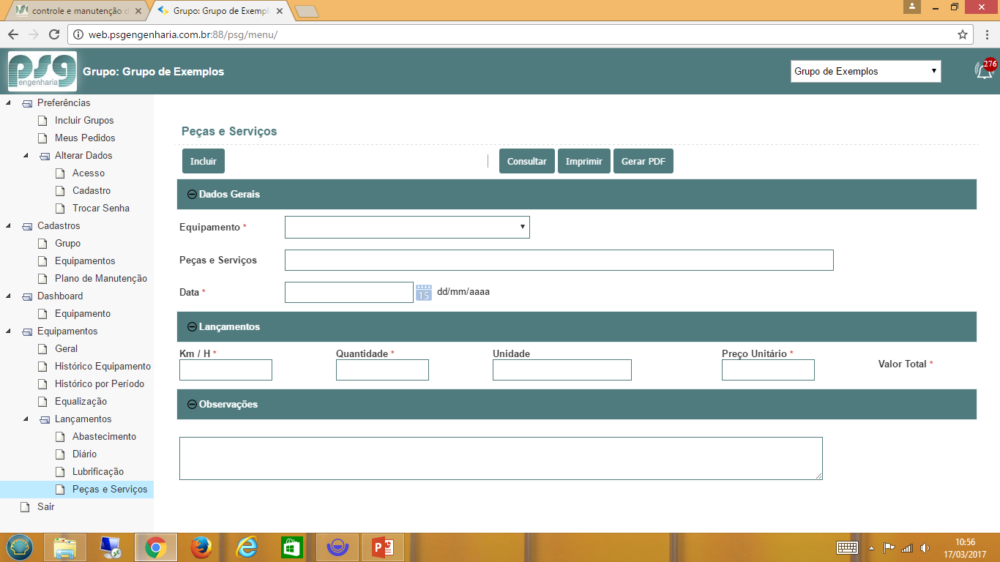 controle e manutenção d
Grupo: Grupo de Exempl
web.psgengenharia.com.br:88/psg/menu/
psg
engenharia
Grupo: Grupo de Exemplos
Grupo de Exemplos
276
Preferências
Incluir Grupos
Meus Pedidos
Alterar Dados
Acesso
Cadastro
Trocar Senha
Cadastros
Grupo
Equipamentos
Plano de Manutenção
Dashboard
Equipamento
Equipamentos
Geral
Histórico Equipamento
Histórico por Período
Equalização
Lançamentos
Abastecimento
Diário
Lubrificação
Peças e Serviços
Sair
Peças e Serviços
Incluir
Consultar
Imprimir
Gerar PDF
Dados Gerais
Equipamento *
Peças e Serviços
Data *
15
dd/mm/aaaa
Lançamentos
Km / H *
Quantidade *
Unidade
Preço Unitário *
Valor Total *
Observações
10:56
17/03/2017